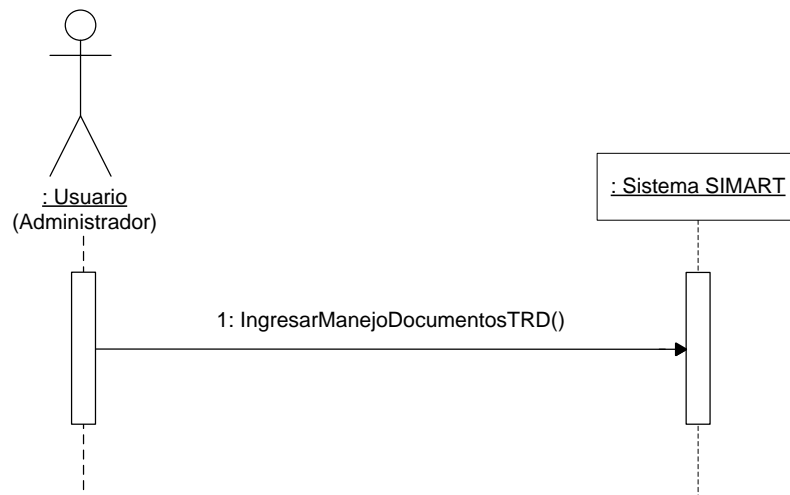 : Usuario
(Administrador)
: Sistema SIMART
1: IngresarManejoDocumentosTRD()